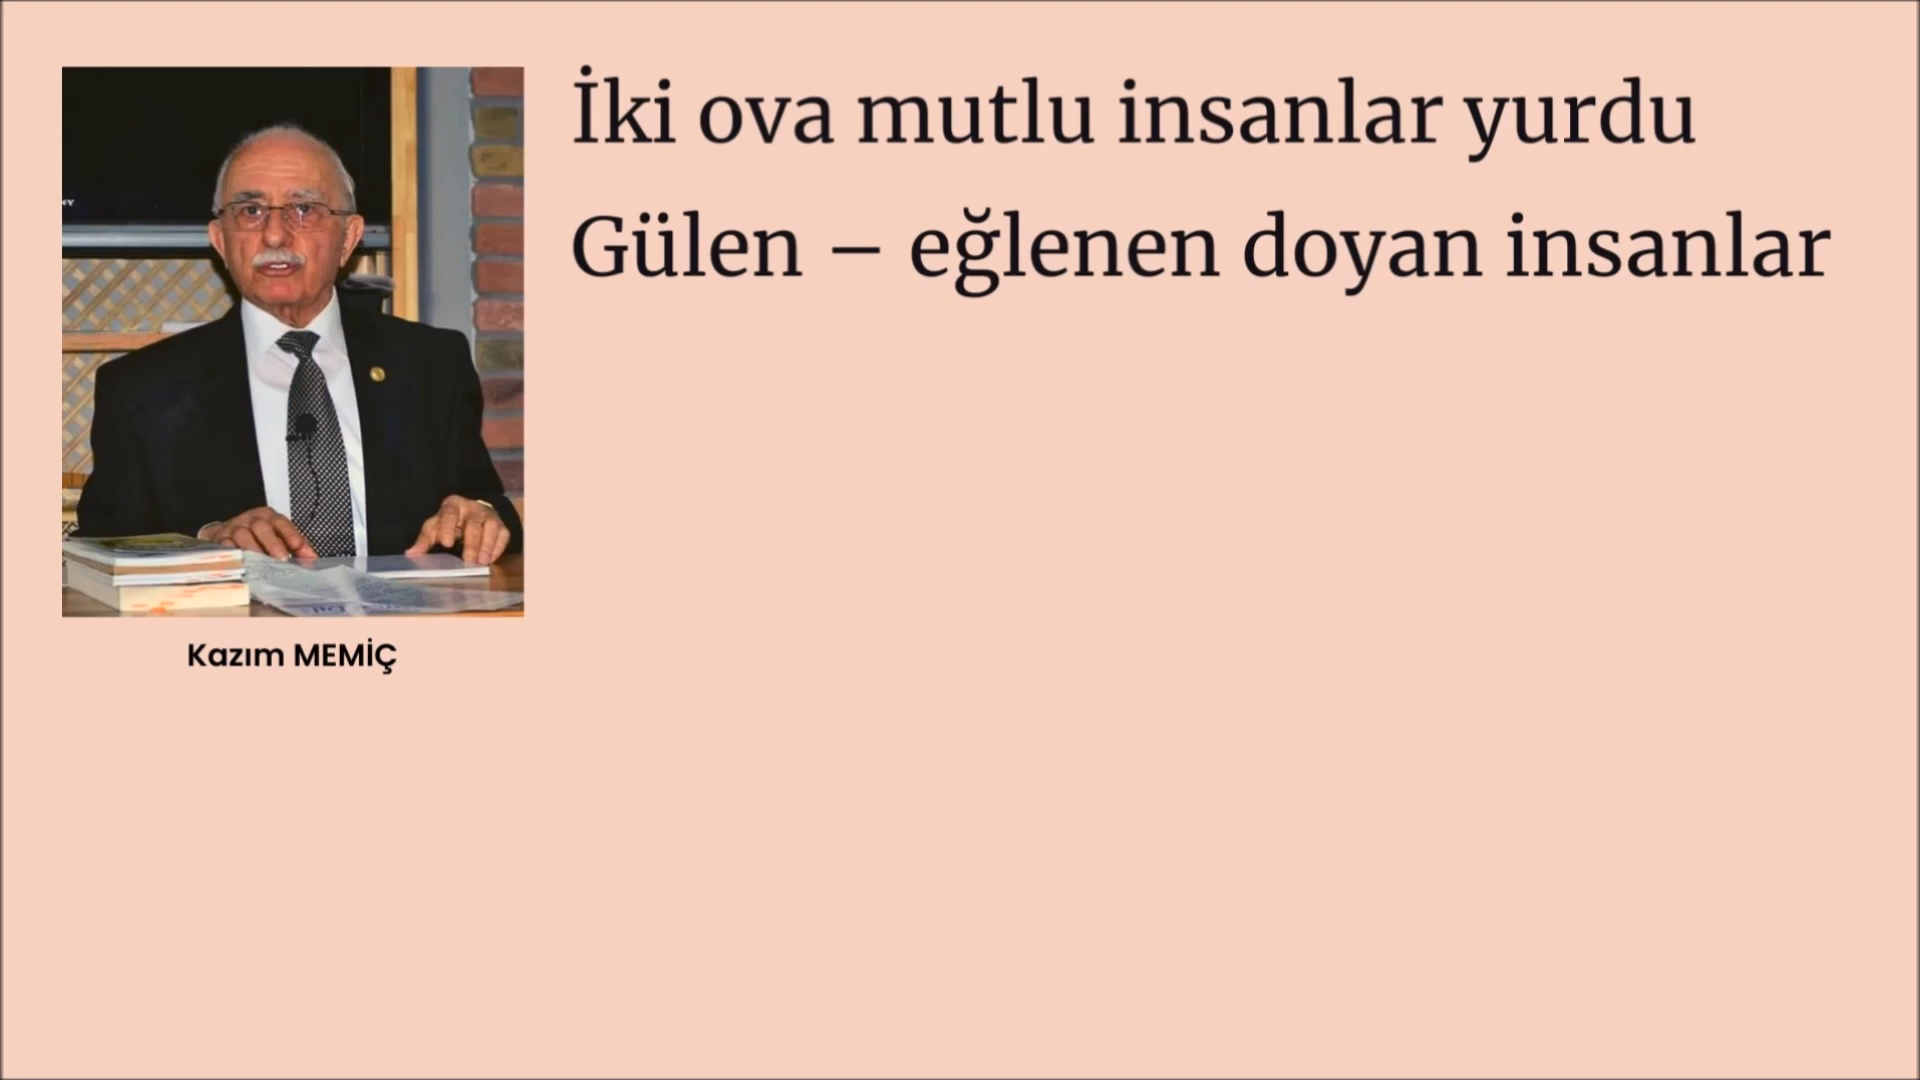 İki ova mutlu insanlar yurdu
Gülen – eğlenen doyan insanlar
Kazım MEMİÇ